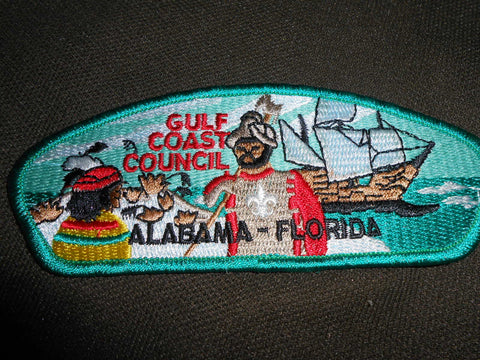 GULF
COAST
COUNCIL
ALABAMA - FLORIDA